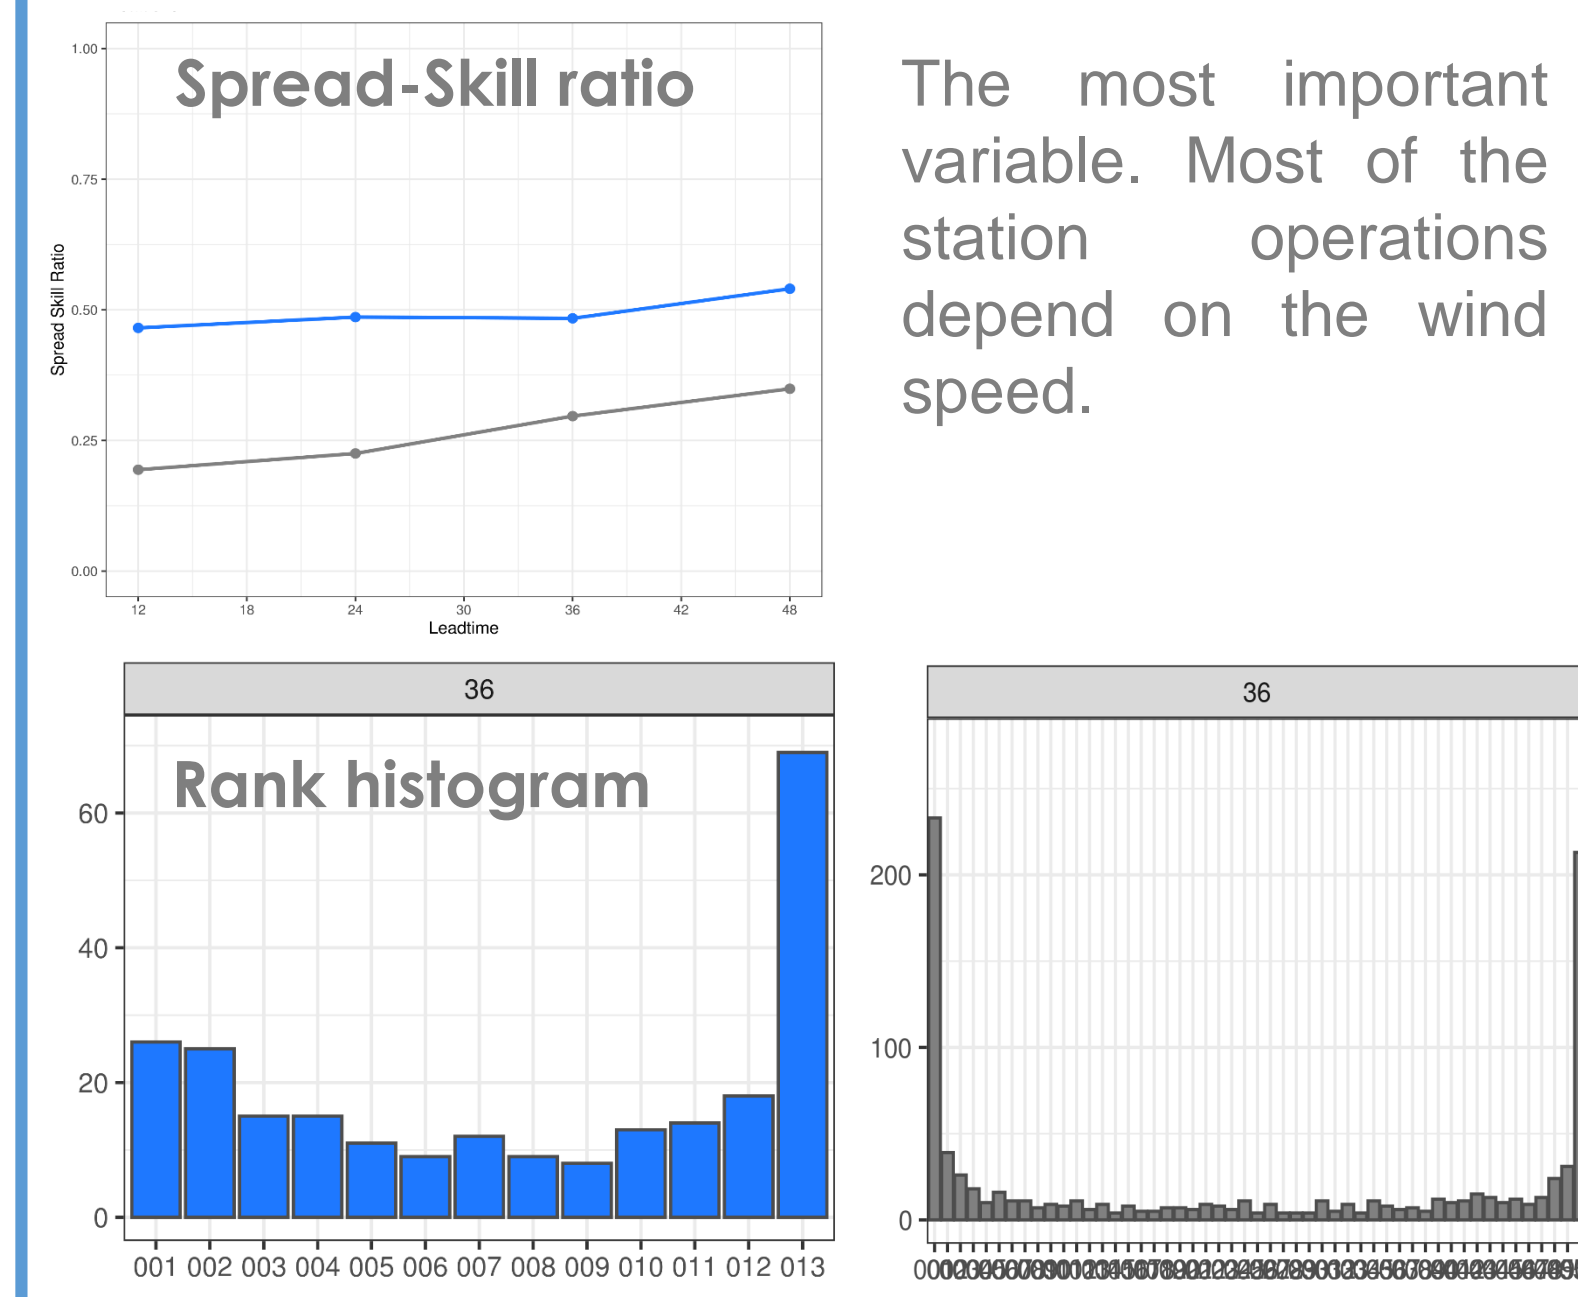 Spread-Skill ratio
1.00
0.75
0.50
0.25
0.00
Spread Skill Ratio
12 18 24 30 36 42 48
Leadtime
The most important
variable. Most of the
station operations
depend on the wind
speed.
36
Rank histogram
60
40
20
0
001 002 003 004 005 006 007 008 009 010 011 012 013
36
200
100
0